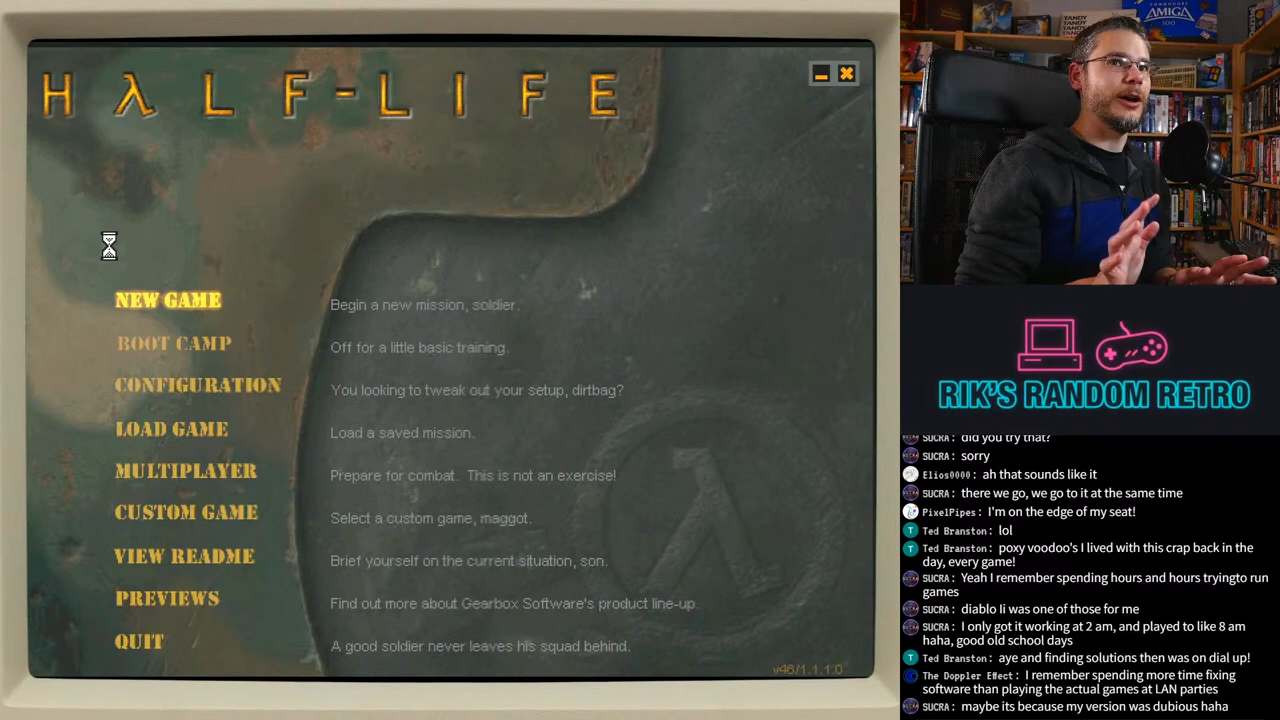 HλLF-LIFE
NEW GAME
Begin a new mission, soldier.
BOOT CAMP
Off for a little basic training.
CONFIGURATION
You looking to tweak out your setup, dirtbag?
LOAD GAME
Load a saved mission.
MULTIPLAYER
Prepare for combat. This is not an exercise!
CUSTOM GAME
Select a custom game, maggot.
VIEW README
Brief yourself on the current situation, son.
PREVIEWS
Find out more about Gearbox Software's product line-up.
QUIT
A good soldier never leaves his squad behind.
v46/1.1.1.0
TANDY
TANDY
COMMODORE
AMIGA
RIK'S RANDOM RETRO
SUCRA: did you try that?
SUCRA: sorry
Elios0000: ah that sounds like it
SUCRA: there we go, we go to it at the same time
PixelPipes: I'm on the edge of my seat!
T Ted Branston: lol
T Ted Branston: poxy voodoo's I lived with this crap back in the
day, every game!
SUCRA: Yeah I remember spending hours and hours tryingto run
games
SUCRA: diablo Ii was one of those for me
SUCRA: I only got it working at 2 am, and played to like 8 am
haha, good old school days
T Ted Branston: aye and finding solutions then was on dial up!
The Doppler Effect: I remember spending more time fixing
software than playing the actual games at LAN parties
SUCRA: maybe its because my version was dubious haha